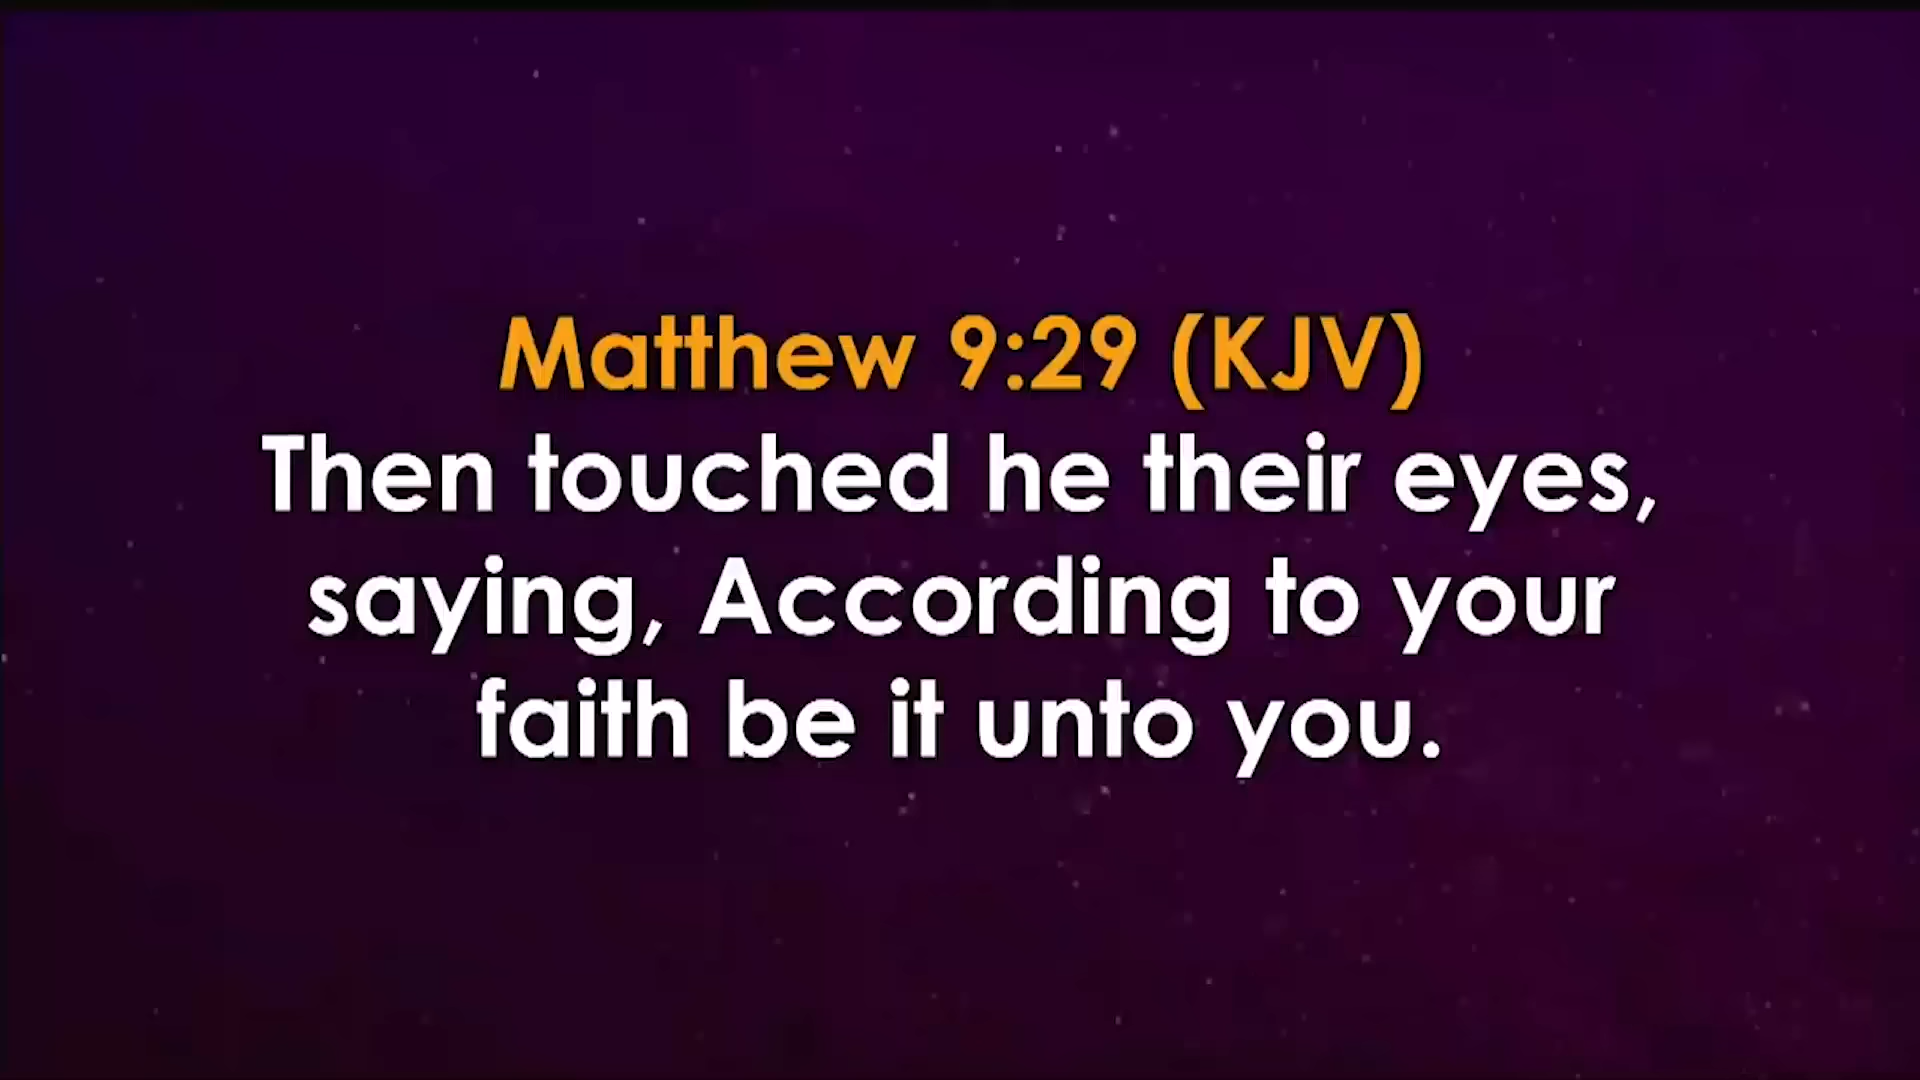 Matthew 9:29 (KJV)
Then touched he their eyes,
saying, According to your
faith be it unto you.